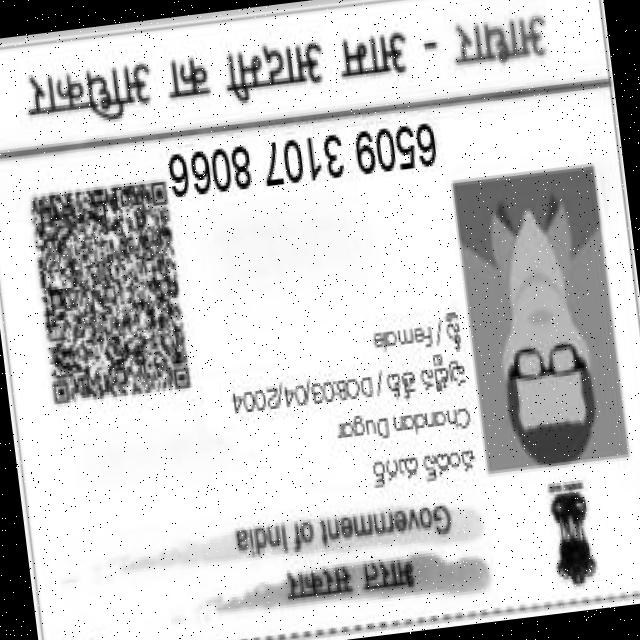 भारत सरकार
Government of India
Chandan Dugar
DOB:03/04/2004
ಸ್ತ್ರೀ / Female
6509 3107 8066
आधार - आम आदमी का अधिकार